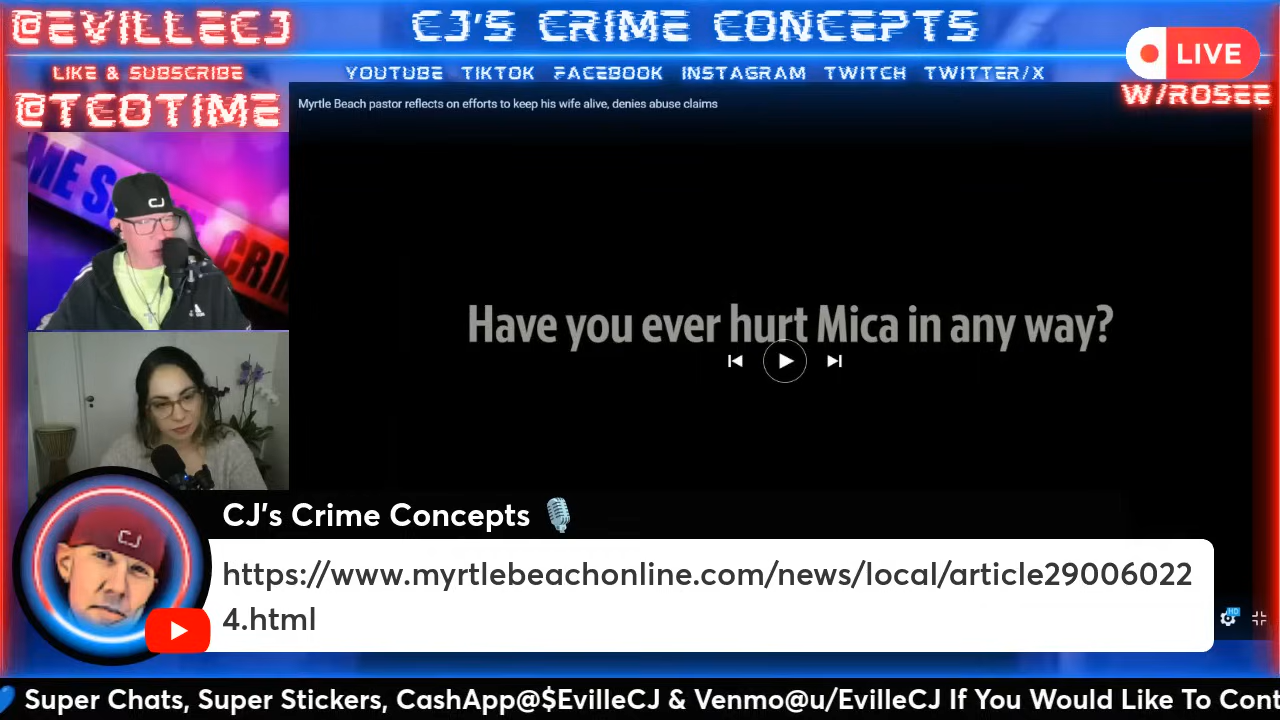 @EVILLECJ
CJ'S CRIME CONCEPTS
LIVE
LIKE & SUBSCRIBE
YOUTUBE TIKTOK FACEBOOK INSTAGRAM TWITCH TWITTER/X
@TCOTIME
W/ROSEE
Myrtle Beach pastor reflects on efforts to keep his wife alive, denies abuse claims
CJ
Have you ever hurt Mica in any way?
CJ's Crime Concepts 🎙️
CJ
https://www.myrtlebeachonline.com/news/local/article29006022
4.html
HD
💙 Super Chats, Super Stickers, CashApp@$EvilleCJ & Venmo@u/EvilleCJ If You Would Like To Cont